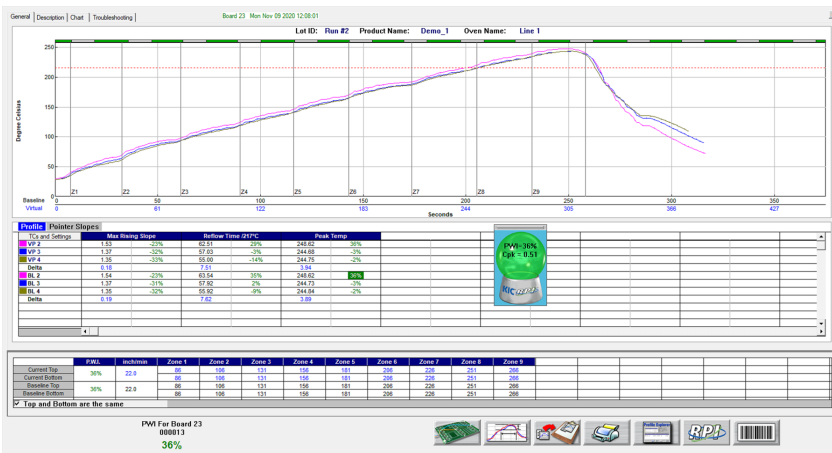 General Description Chart Troubleshooting
Board 23 Mon Nov 09 2020 12:08:01
Lot ID: Run #2 Product Name: Demo_1 Oven Name: Line 1
Degree Celsius
250
200
150
100
50
0
Z1 Z2 Z3 Z4 Z5 Z6 Z7 Z8 Z9
Baseline 0 50 100 150 200 250 300 350
Virtual 0 61 122 183 244 305 366 427
Seconds
Profile Pointer Slopes
TCs and Settings Max Rising Slope Reflow Time /217°C Peak Temp
VP 2 1.53 -23% 62.51 29% 248.62 36%
VP 3 1.37 -32% 57.03 -3% 244.68 -3%
VP 4 1.35 -33% 55.00 -14% 244.75 -2%
Delta 0.18 7.51 3.94
BL 2 1.54 -23% 63.54 35% 248.62 36%
BL 3 1.37 -31% 57.92 2% 244.73 -3%
BL 4 1.35 -32% 55.92 -9% 244.84 -2%
Delta 0.19 7.62 3.89
PWI=36%
Cpk = 0.51
KIC RPI
P.W.I. inch/min Zone 1 Zone 2 Zone 3 Zone 4 Zone 5 Zone 6 Zone 7 Zone 8 Zone 9
Current Top 36% 22.0 86 106 131 156 181 206 226 251 266
Current Bottom 86 106 131 156 181 206 226 251 266
Baseline Top 36% 22.0 86 106 131 156 181 206 226 251 266
Baseline Bottom 86 106 131 156 181 206 226 251 266
Top and Bottom are the same
PWI For Board 23
000013
36%
Profile Explorer
RPI